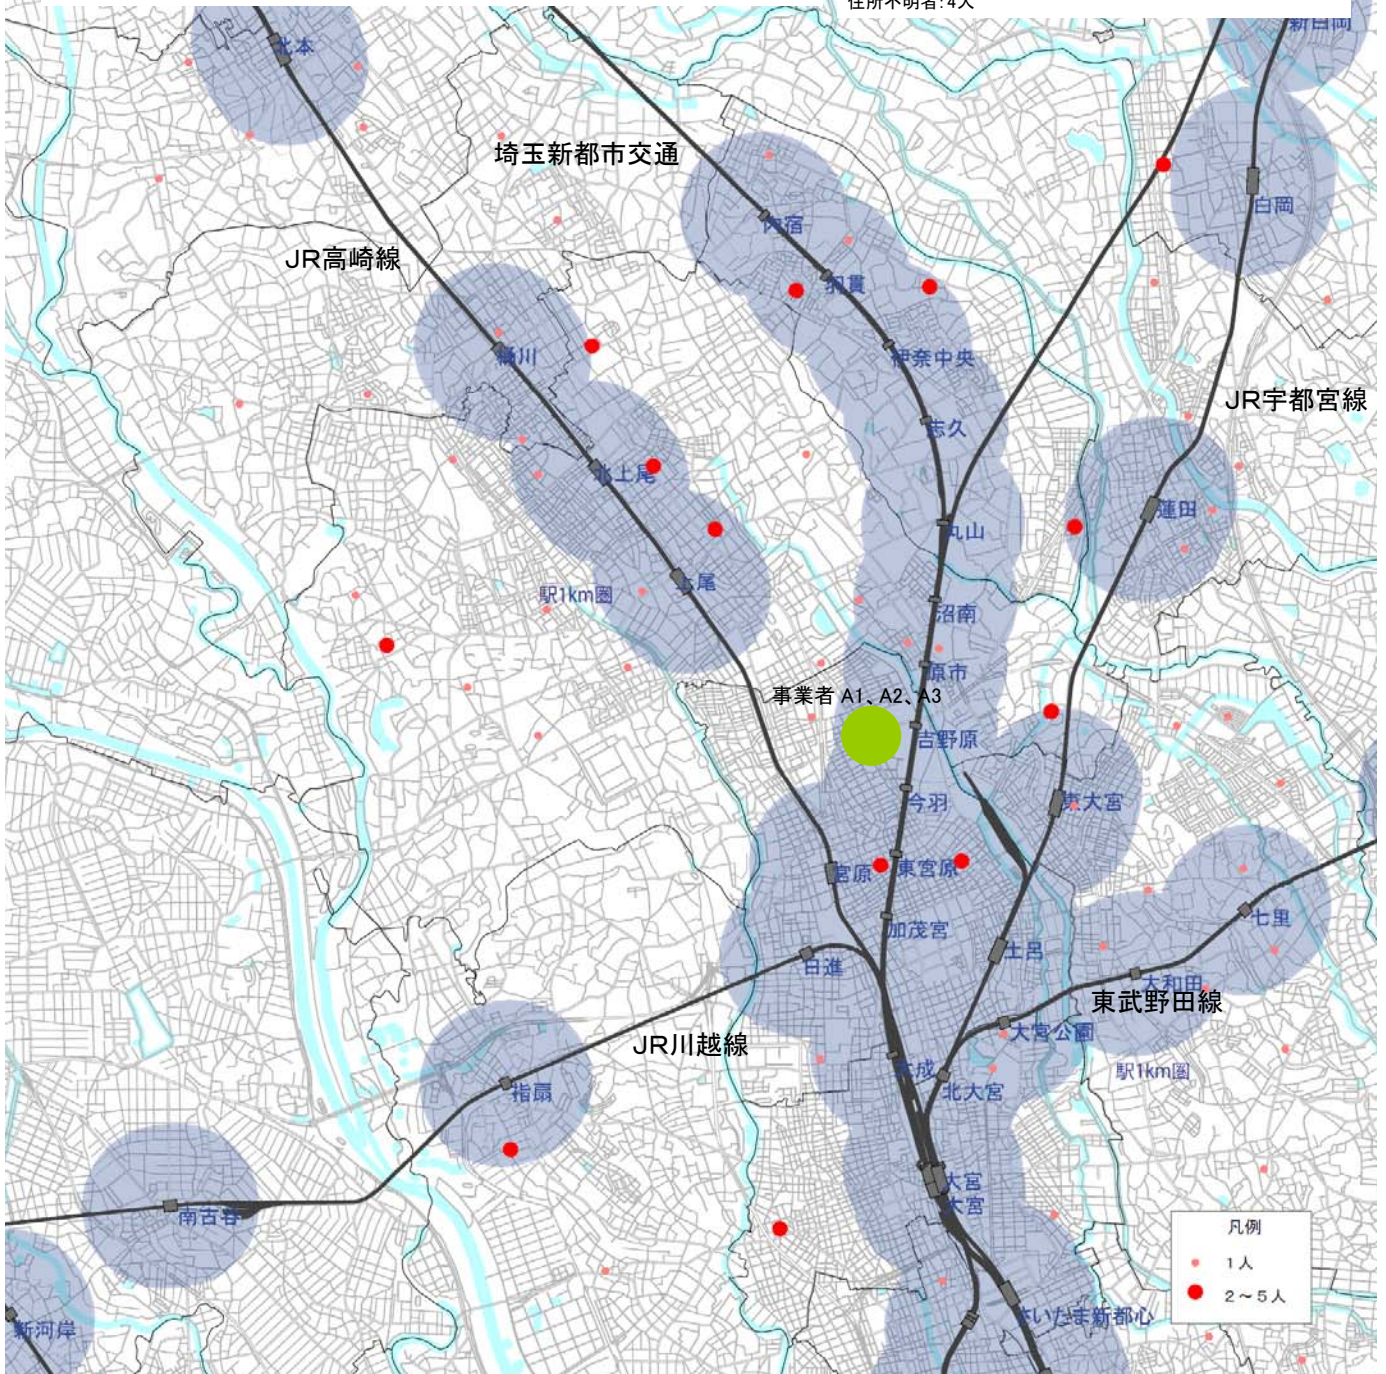 住所不明者：4人
新白岡
北本
埼玉新都市交通
白岡
内宿
JR高崎線
羽貫
桶川
伊奈中央
JR宇都宮線
志久
北上尾
蓮田
丸山
上尾
駅1km圏
沼南
原市
事業者 A1、A2、A3
吉野原
今羽
東大宮
宮原
東宮原
七里
加茂宮
土呂
日進
大和田
東武野田線
大宮公園
JR川越線
大成
駅1km圏
北大宮
指扇
大宮
大宮
南古谷
凡例
1人
2～5人
さいたま新都心
新河岸